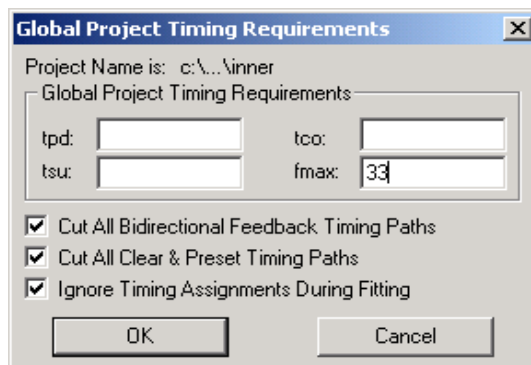 Global Project Timing Requirements
Project Name is: c:\...\inner
Global Project Timing Requirements
tpd: tco:
tsu: fmax: 33
Cut All Bidirectional Feedback Timing Paths
Cut All Clear & Preset Timing Paths
Ignore Timing Assignments During Fitting
OK Cancel